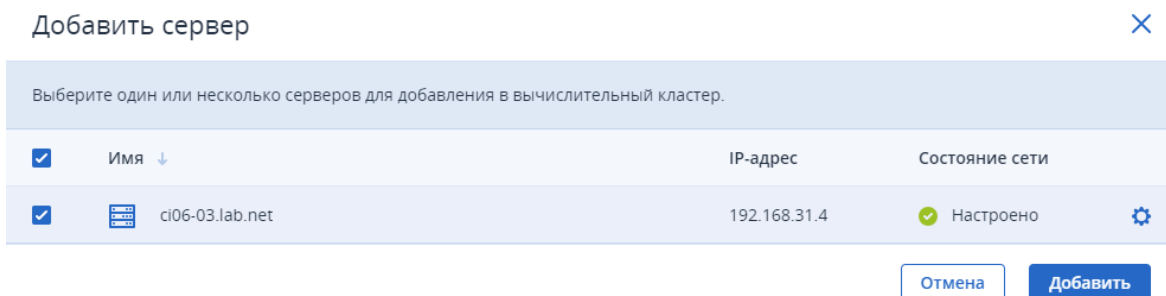 Добавить сервер
Выберите один или несколько серверов для добавления в вычислительный кластер.
Имя IP-адрес Состояние сети
ci06-03.lab.net 192.168.31.4 Настроено
Отмена Добавить